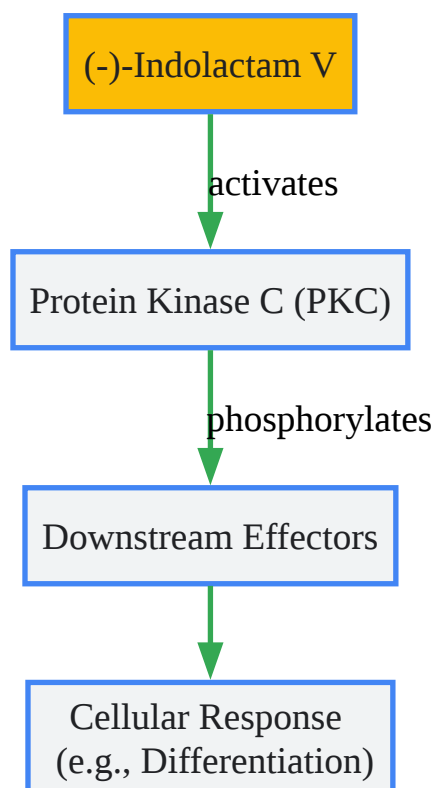 (-)-Indolactam V
activates
Protein Kinase C (PKC)
phosphorylates
Downstream Effectors
Cellular Response
(e.g., Differentiation)